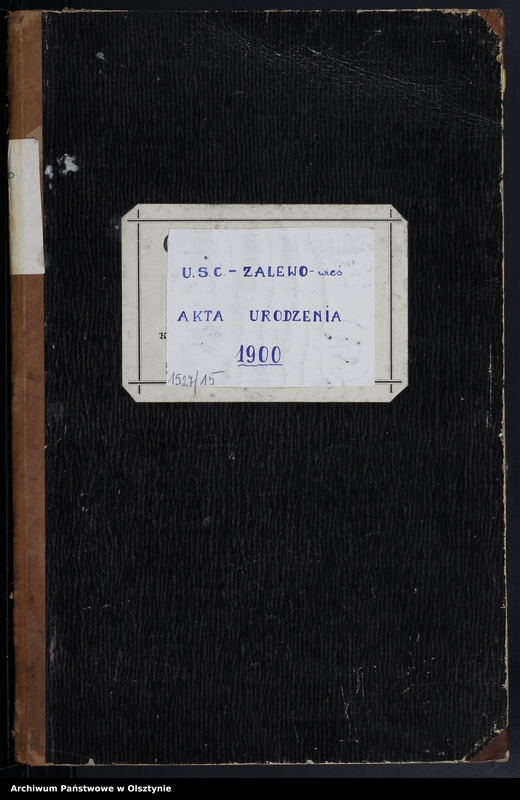 U.S.C. - ZALEWO - wieś
AKTA URODZENIA
1900
1527/15
Archiwum Państwowe w Olsztynie